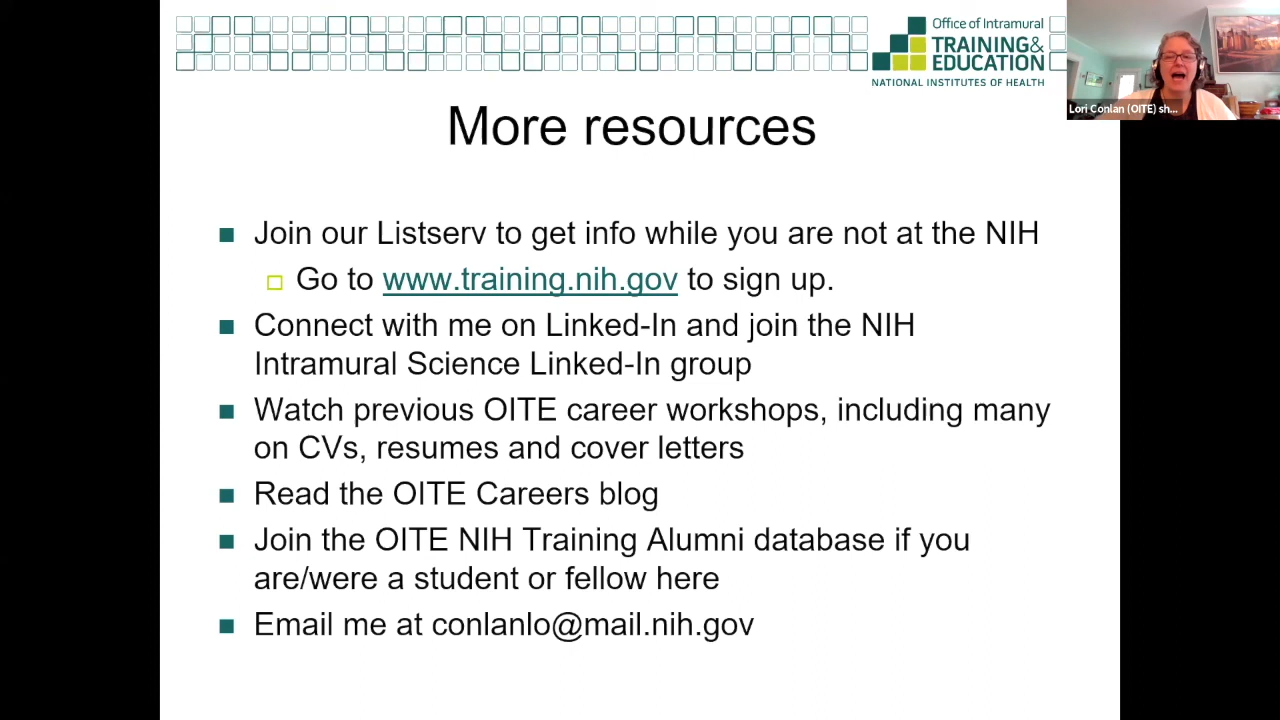 Office of Intramural
TRAINING&
EDUCATION
NATIONAL INSTITUTES OF HEALTH
Lori Conlan (OITE) sh...
More resources
Join our Listserv to get info while you are not at the NIH
Go to www.training.nih.gov to sign up.
Connect with me on Linked-In and join the NIH
Intramural Science Linked-In group
Watch previous OITE career workshops, including many
on CVs, resumes and cover letters
Read the OITE Careers blog
Join the OITE NIH Training Alumni database if you
are/were a student or fellow here
Email me at conlanlo@mail.nih.gov